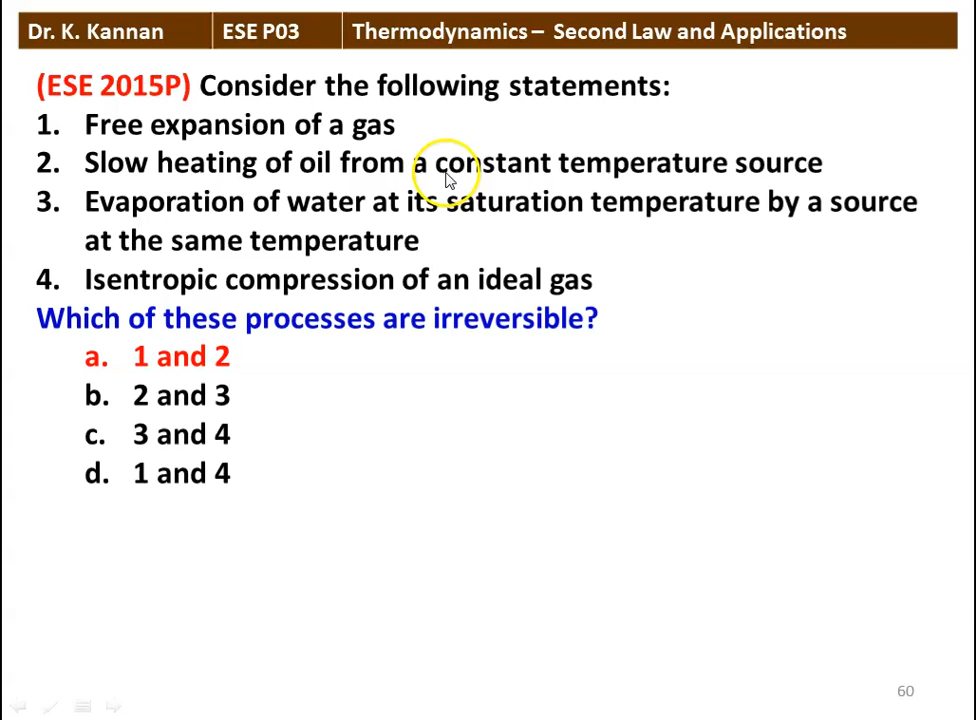 Dr. K. Kannan ESE P03 Thermodynamics – Second Law and Applications
(ESE 2015P) Consider the following statements:
1. Free expansion of a gas
2. Slow heating of oil from a constant temperature source
3. Evaporation of water at its saturation temperature by a source
at the same temperature
4. Isentropic compression of an ideal gas
Which of these processes are irreversible?
a. 1 and 2
b. 2 and 3
c. 3 and 4
d. 1 and 4
60